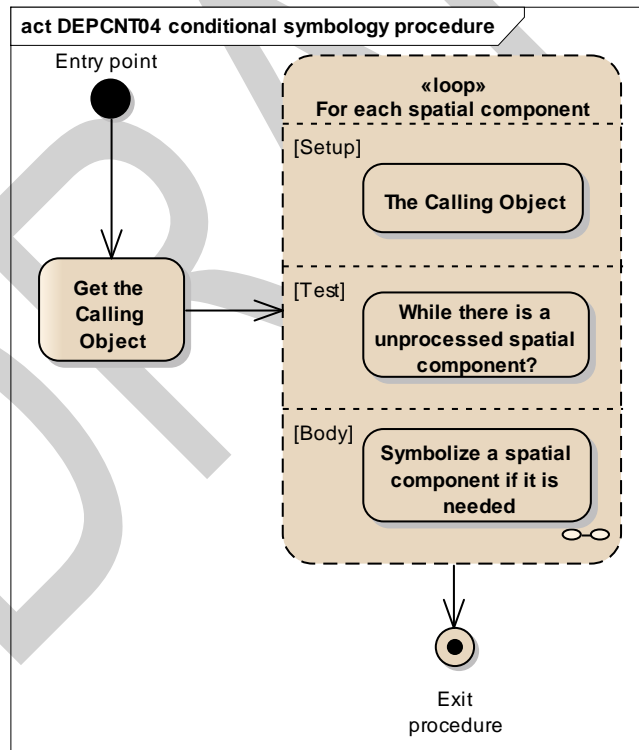 act DEPCNT04 conditional symbology procedure
Entry point
Get the
Calling
Object
«loop»
For each spatial component
[Setup]
The Calling Object
[Test]
While there is a
unprocessed spatial
component?
[Body]
Symbolize a spatial
component if it is
needed
Exit
procedure